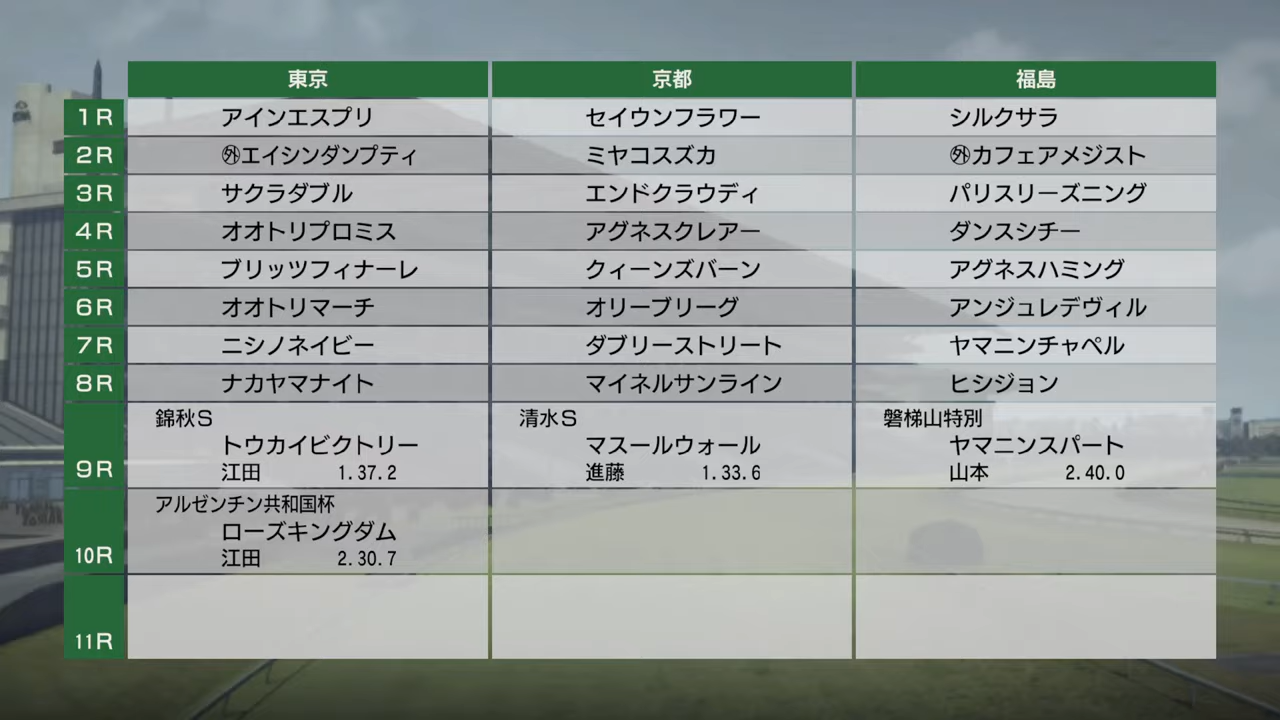 東京 京都 福島
1R アインエスプリ セイウンフラワー シルクサラ
2R ㊕エイシンダンプティ ミヤコスズカ ㊕カフェアメジスト
3R サクラダブル エンドクラウディ パリスリーズニング
4R オオトリプロミス アグネスクレアー ダンスシチー
5R ブリッツフィナーレ クィーンズバーン アグネスハミング
6R オオトリマーチ オリーブリーグ アンジュレデヴィル
7R ニシノネイビー ダブリーストリート ヤマニンチャペル
8R ナカヤマナイト マイネルサンライン ヒシジョン
錦秋S 清水S 磐梯山特別
トウカイビクトリー マスールウォール ヤマニンスパート
9R 江田 1.37.2 進藤 1.33.6 山本 2.40.0
アルゼンチン共和国杯
ローズキングダム
10R 江田 2.30.7
11R